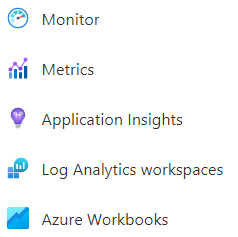 Monitor
Metrics
Application Insights
Log Analytics workspaces
Azure Workbooks